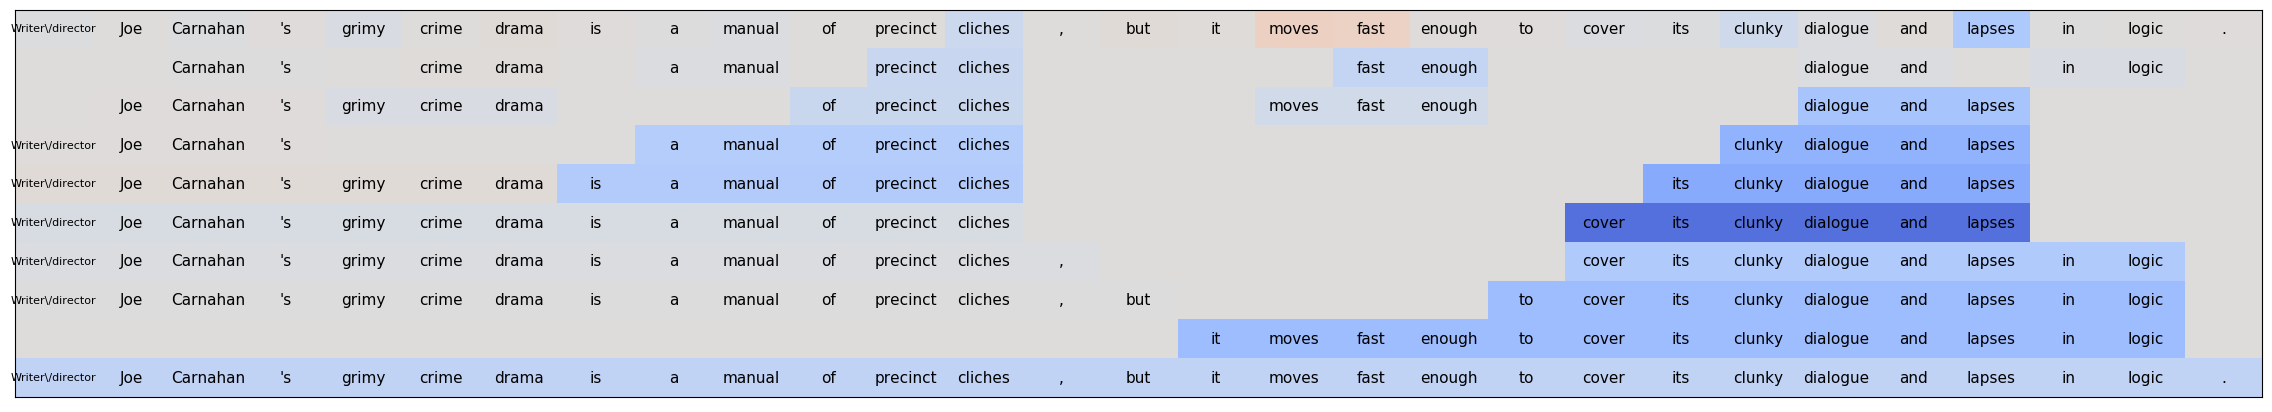 Writer\/director Joe Carnahan 's grimy crime drama is a manual of precinct cliches , but it moves fast enough to cover its clunky dialogue and lapses in logic .
Carnahan 's crime drama a manual precinct cliches fast enough dialogue and in logic
Joe Carnahan 's grimy crime drama of precinct cliches moves fast enough dialogue and lapses
Writer\/director Joe Carnahan 's a manual of precinct cliches clunky dialogue and lapses
Writer\/director Joe Carnahan 's grimy crime drama is a manual of precinct cliches its clunky dialogue and lapses
Writer\/director Joe Carnahan 's grimy crime drama is a manual of precinct cliches cover its clunky dialogue and lapses
Writer\/director Joe Carnahan 's grimy crime drama is a manual of precinct cliches , cover its clunky dialogue and lapses in logic
Writer\/director Joe Carnahan 's grimy crime drama is a manual of precinct cliches , but to cover its clunky dialogue and lapses in logic
it moves fast enough to cover its clunky dialogue and lapses in logic
Writer\/director Joe Carnahan 's grimy crime drama is a manual of precinct cliches , but it moves fast enough to cover its clunky dialogue and lapses in logic .